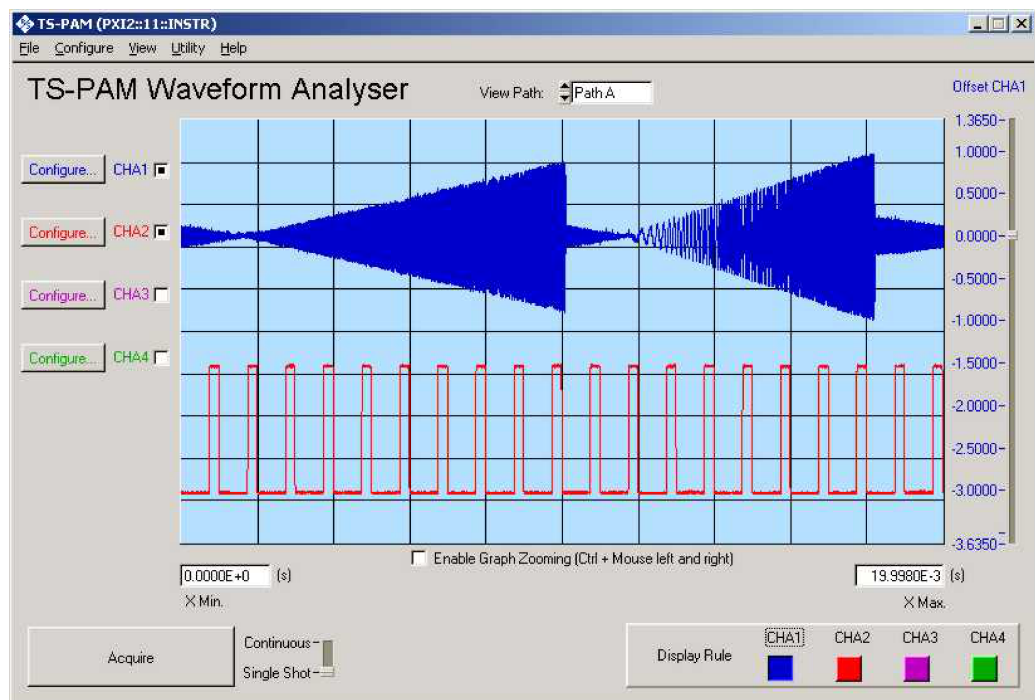 TS-PAM (PXI2::11::INSTR)
File Configure View Utility Help
TS-PAM Waveform Analyser
View Path: Path A
Offset CHA1
Configure... CHA1
Configure... CHA2
Configure... CHA3
Configure... CHA4
1.3650-
1.0000-
0.5000-
0.0000-
-0.5000-
-1.0000-
-1.5000-
-2.0000-
-2.5000-
-3.0000-
-3.6350-
Enable Graph Zooming (Ctrl + Mouse left and right)
0.0000E+0 (s)
X Min.
19.9980E-3 (s)
X Max.
Acquire
Continuous-
Single Shot-
Display Rule
CHA1 CHA2 CHA3 CHA4